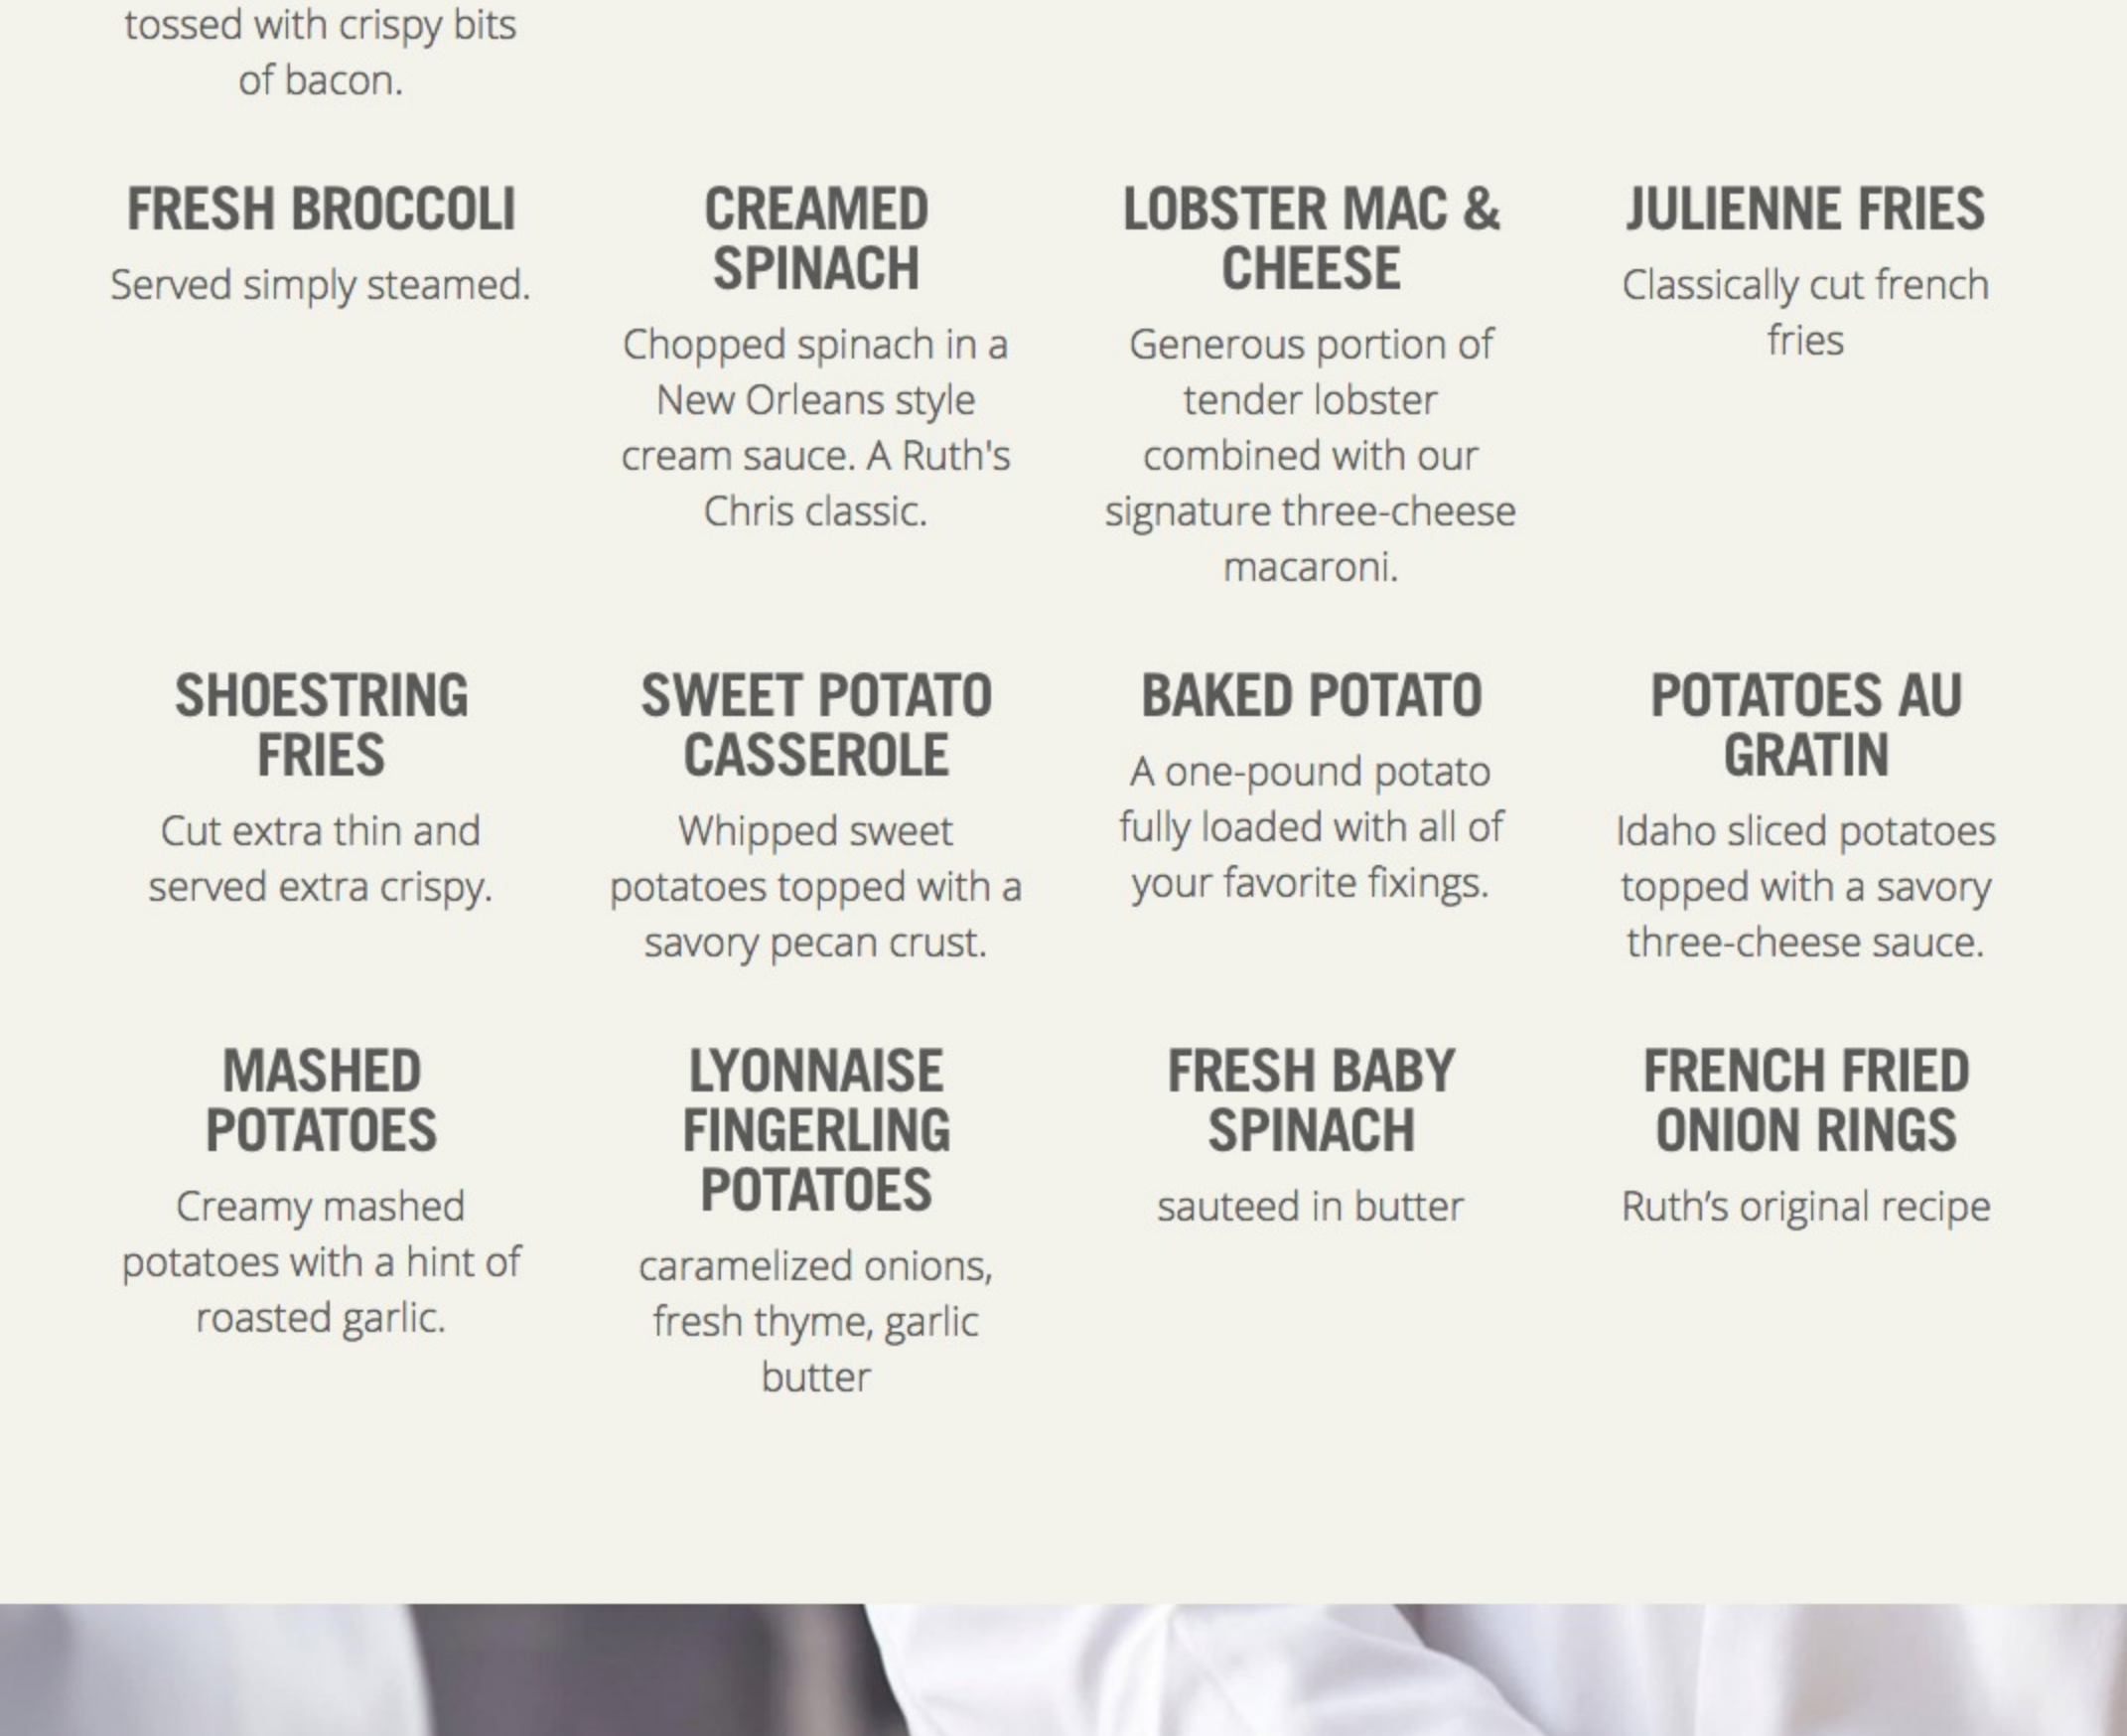 tossed with crispy bits
of bacon.
FRESH BROCCOLI
Served simply steamed.
CREAMED
SPINACH
Chopped spinach in a
New Orleans style
cream sauce. A Ruth's
Chris classic.
LOBSTER MAC &
CHEESE
Generous portion of
tender lobster
combined with our
signature three-cheese
macaroni.
JULIENNE FRIES
Classically cut french
fries
SHOESTRING
FRIES
Cut extra thin and
served extra crispy.
SWEET POTATO
CASSEROLE
Whipped sweet
potatoes topped with a
savory pecan crust.
BAKED POTATO
A one-pound potato
fully loaded with all of
your favorite fixings.
POTATOES AU
GRATIN
Idaho sliced potatoes
topped with a savory
three-cheese sauce.
MASHED
POTATOES
Creamy mashed
potatoes with a hint of
roasted garlic.
LYONNAISE
FINGERLING
POTATOES
caramelized onions,
fresh thyme, garlic
butter
FRESH BABY
SPINACH
sauteed in butter
FRENCH FRIED
ONION RINGS
Ruth’s original recipe